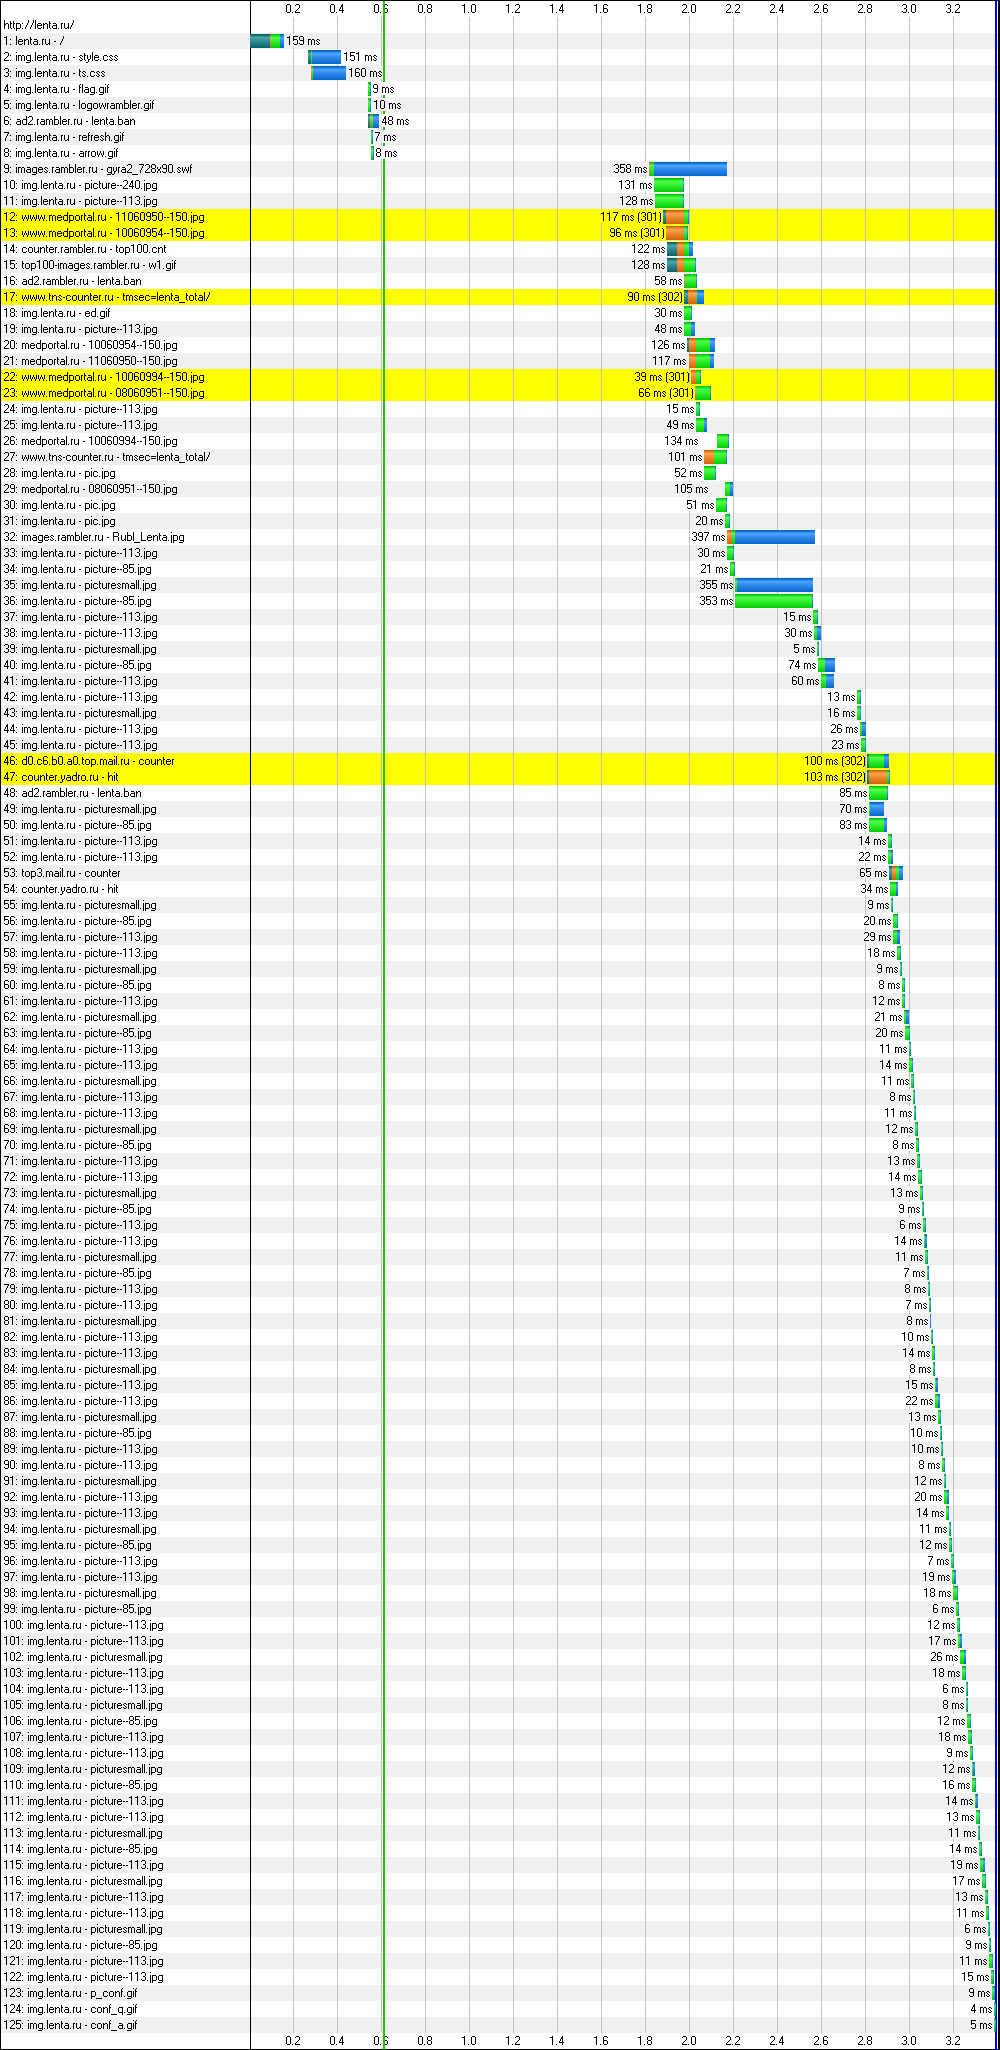 0.2 0.4 0.6 0.8 1.0 1.2 1.4 1.6 1.8 2.0 2.2 2.4 2.6 2.8 3.0 3.2
http://lenta.ru/
1: lenta.ru - / 159 ms
2: img.lenta.ru - style.css 151 ms
3: img.lenta.ru - ts.css 160 ms
4: img.lenta.ru - flag.gif 9 ms
5: img.lenta.ru - logowrambler.gif 10 ms
6: ad2.rambler.ru - lenta.ban 48 ms
7: img.lenta.ru - refresh.gif 7 ms
8: img.lenta.ru - arrow.gif 8 ms
9: images.rambler.ru - gyra2_728x90.swf 358 ms
10: img.lenta.ru - picture--240.jpg 131 ms
11: img.lenta.ru - picture--113.jpg 128 ms
12: www.medportal.ru - 11060950--150.jpg 117 ms (301)
13: www.medportal.ru - 10060954--150.jpg 96 ms (301)
14: counter.rambler.ru - top100.cnt 122 ms
15: top100-images.rambler.ru - w1.gif 128 ms
16: ad2.rambler.ru - lenta.ban 58 ms
17: www.tns-counter.ru - tmsec=lenta_total/ 90 ms (302)
18: img.lenta.ru - ed.gif 30 ms
19: img.lenta.ru - picture--113.jpg 48 ms
20: medportal.ru - 10060954--150.jpg 126 ms
21: medportal.ru - 11060950--150.jpg 117 ms
22: www.medportal.ru - 10060994--150.jpg 39 ms (301)
23: www.medportal.ru - 08060951--150.jpg 66 ms (301)
24: img.lenta.ru - picture--113.jpg 15 ms
25: img.lenta.ru - picture--113.jpg 49 ms
26: medportal.ru - 10060994--150.jpg 134 ms
27: www.tns-counter.ru - tmsec=lenta_total/ 101 ms
28: img.lenta.ru - pic.jpg 52 ms
29: medportal.ru - 08060951--150.jpg 105 ms
30: img.lenta.ru - pic.jpg 51 ms
31: img.lenta.ru - pic.jpg 20 ms
32: images.rambler.ru - Rubl_Lenta.jpg 397 ms
33: img.lenta.ru - picture--113.jpg 30 ms
34: img.lenta.ru - picture--85.jpg 21 ms
35: img.lenta.ru - picturesmall.jpg 355 ms
36: img.lenta.ru - picture--85.jpg 353 ms
37: img.lenta.ru - picture--113.jpg 15 ms
38: img.lenta.ru - picture--113.jpg 30 ms
39: img.lenta.ru - picturesmall.jpg 5 ms
40: img.lenta.ru - picture--85.jpg 74 ms
41: img.lenta.ru - picture--113.jpg 60 ms
42: img.lenta.ru - picture--113.jpg 13 ms
43: img.lenta.ru - picturesmall.jpg 16 ms
44: img.lenta.ru - picture--113.jpg 26 ms
45: img.lenta.ru - picture--113.jpg 23 ms
46: d0.c6.b0.a0.top.mail.ru - counter 100 ms (302)
47: counter.yadro.ru - hit 103 ms (302)
48: ad2.rambler.ru - lenta.ban 85 ms
49: img.lenta.ru - picturesmall.jpg 70 ms
50: img.lenta.ru - picture--85.jpg 83 ms
51: img.lenta.ru - picture--113.jpg 14 ms
52: img.lenta.ru - picture--113.jpg 22 ms
53: top3.mail.ru - counter 65 ms
54: counter.yadro.ru - hit 34 ms
55: img.lenta.ru - picturesmall.jpg 9 ms
56: img.lenta.ru - picture--85.jpg 20 ms
57: img.lenta.ru - picture--113.jpg 29 ms
58: img.lenta.ru - picture--113.jpg 18 ms
59: img.lenta.ru - picturesmall.jpg 9 ms
60: img.lenta.ru - picture--85.jpg 8 ms
61: img.lenta.ru - picture--113.jpg 12 ms
62: img.lenta.ru - picturesmall.jpg 21 ms
63: img.lenta.ru - picture--85.jpg 20 ms
64: img.lenta.ru - picture--113.jpg 11 ms
65: img.lenta.ru - picture--113.jpg 14 ms
66: img.lenta.ru - picturesmall.jpg 11 ms
67: img.lenta.ru - picture--113.jpg 8 ms
68: img.lenta.ru - picture--113.jpg 11 ms
69: img.lenta.ru - picturesmall.jpg 12 ms
70: img.lenta.ru - picture--85.jpg 8 ms
71: img.lenta.ru - picture--113.jpg 13 ms
72: img.lenta.ru - picture--113.jpg 14 ms
73: img.lenta.ru - picturesmall.jpg 13 ms
74: img.lenta.ru - picture--85.jpg 9 ms
75: img.lenta.ru - picture--113.jpg 6 ms
76: img.lenta.ru - picture--113.jpg 14 ms
77: img.lenta.ru - picturesmall.jpg 11 ms
78: img.lenta.ru - picture--85.jpg 7 ms
79: img.lenta.ru - picture--113.jpg 8 ms
80: img.lenta.ru - picture--113.jpg 7 ms
81: img.lenta.ru - picturesmall.jpg 8 ms
82: img.lenta.ru - picture--113.jpg 10 ms
83: img.lenta.ru - picture--113.jpg 14 ms
84: img.lenta.ru - picturesmall.jpg 8 ms
85: img.lenta.ru - picture--113.jpg 15 ms
86: img.lenta.ru - picture--113.jpg 22 ms
87: img.lenta.ru - picturesmall.jpg 13 ms
88: img.lenta.ru - picture--85.jpg 10 ms
89: img.lenta.ru - picture--113.jpg 10 ms
90: img.lenta.ru - picture--113.jpg 8 ms
91: img.lenta.ru - picturesmall.jpg 12 ms
92: img.lenta.ru - picture--113.jpg 20 ms
93: img.lenta.ru - picture--113.jpg 14 ms
94: img.lenta.ru - picturesmall.jpg 11 ms
95: img.lenta.ru - picture--85.jpg 12 ms
96: img.lenta.ru - picture--113.jpg 7 ms
97: img.lenta.ru - picture--113.jpg 19 ms
98: img.lenta.ru - picturesmall.jpg 18 ms
99: img.lenta.ru - picture--85.jpg 6 ms
100: img.lenta.ru - picture--113.jpg 12 ms
101: img.lenta.ru - picture--113.jpg 17 ms
102: img.lenta.ru - picturesmall.jpg 26 ms
103: img.lenta.ru - picture--113.jpg 18 ms
104: img.lenta.ru - picture--113.jpg 6 ms
105: img.lenta.ru - picturesmall.jpg 8 ms
106: img.lenta.ru - picture--85.jpg 12 ms
107: img.lenta.ru - picture--113.jpg 18 ms
108: img.lenta.ru - picture--113.jpg 9 ms
109: img.lenta.ru - picturesmall.jpg 12 ms
110: img.lenta.ru - picture--85.jpg 16 ms
111: img.lenta.ru - picture--113.jpg 14 ms
112: img.lenta.ru - picture--113.jpg 13 ms
113: img.lenta.ru - picturesmall.jpg 11 ms
114: img.lenta.ru - picture--85.jpg 14 ms
115: img.lenta.ru - picture--113.jpg 19 ms
116: img.lenta.ru - picturesmall.jpg 17 ms
117: img.lenta.ru - picture--113.jpg 13 ms
118: img.lenta.ru - picture--113.jpg 11 ms
119: img.lenta.ru - picturesmall.jpg 6 ms
120: img.lenta.ru - picture--85.jpg 9 ms
121: img.lenta.ru - picture--113.jpg 11 ms
122: img.lenta.ru - picture--113.jpg 15 ms
123: img.lenta.ru - p_conf.gif 9 ms
124: img.lenta.ru - conf_q.gif 4 ms
125: img.lenta.ru - conf_a.gif 5 ms
0.2 0.4 0.6 0.8 1.0 1.2 1.4 1.6 1.8 2.0 2.2 2.4 2.6 2.8 3.0 3.2